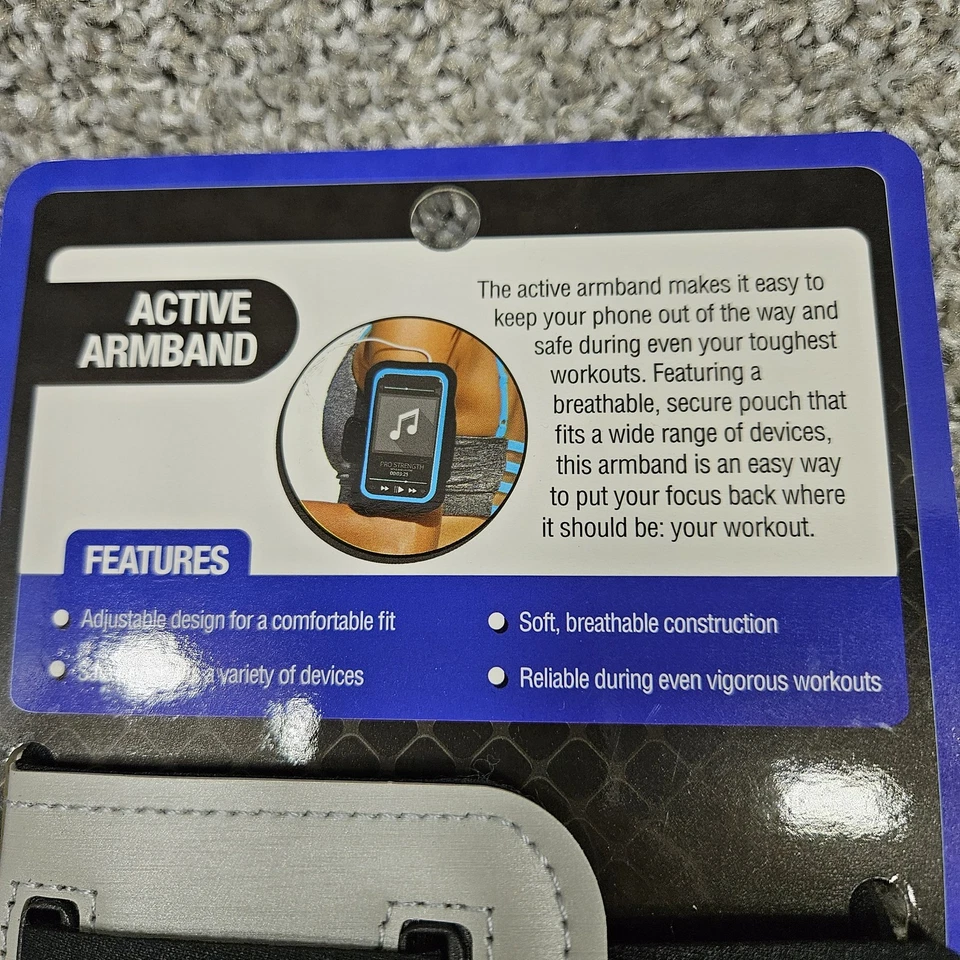 ACTIVE
ARMBAND
The active armband makes it easy to
keep your phone out of the way and
safe during even your toughest
workouts. Featuring a
breathable, secure pouch that
fits a wide range of devices,
this armband is an easy way
to put your focus back where
it should be: your workout.
PRO STRENGTH
00:03:25
FEATURES
Adjustable design for a comfortable fit
a variety of devices
Soft, breathable construction
Reliable during even vigorous workouts